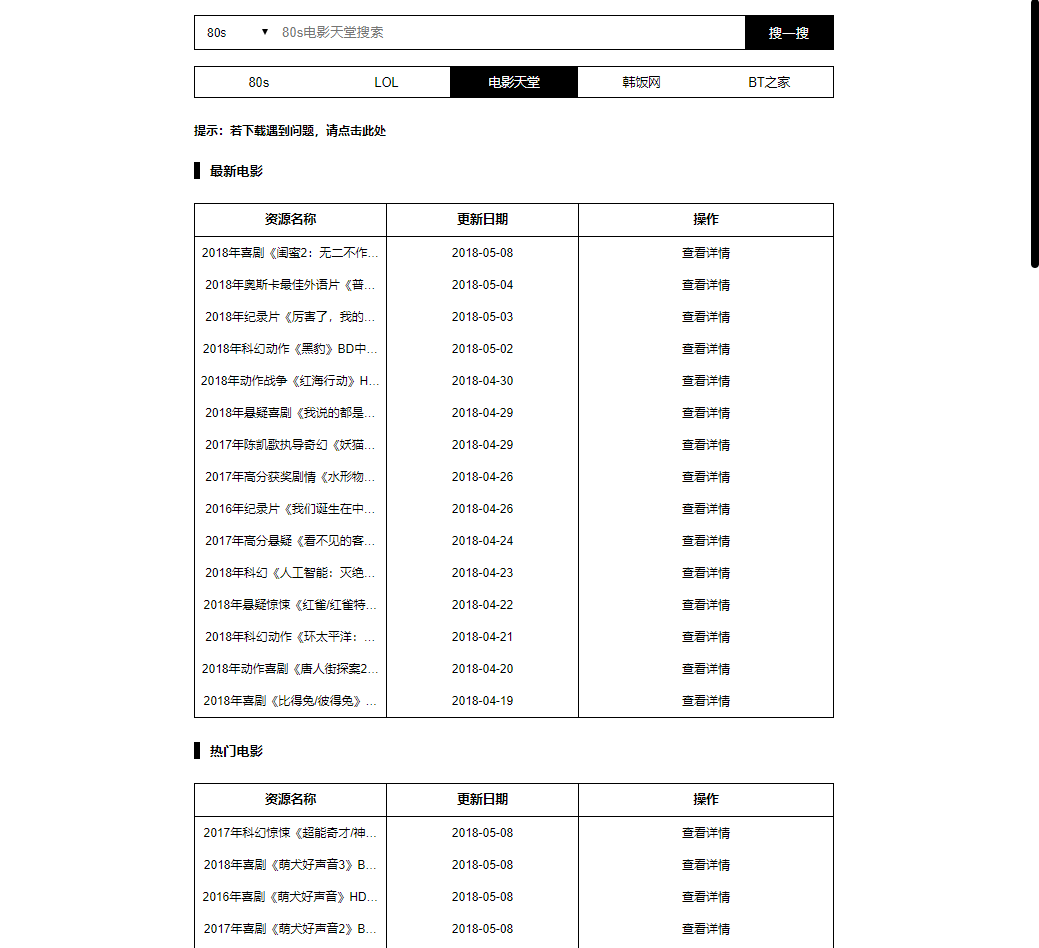 80s ▼ 80s电影天堂搜索 搜一搜
80s LOL 电影天堂 韩饭网 BT之家
提示：若下载遇到问题，请点击此处
最新电影
资源名称 更新日期 操作
2018年喜剧《闺蜜2：无二不作... 2018-05-08 查看详情
2018年奥斯卡最佳外语片《普... 2018-05-04 查看详情
2018年纪录片《厉害了，我的... 2018-05-03 查看详情
2018年科幻动作《黑豹》BD中... 2018-05-02 查看详情
2018年动作战争《红海行动》H... 2018-04-30 查看详情
2018年悬疑喜剧《我说的都是... 2018-04-29 查看详情
2017年陈凯歌执导奇幻《妖猫... 2018-04-29 查看详情
2017年高分获奖剧情《水形物... 2018-04-26 查看详情
2016年纪录片《我们诞生在中... 2018-04-26 查看详情
2017年高分悬疑《看不见的客... 2018-04-24 查看详情
2018年科幻《人工智能：灭绝... 2018-04-23 查看详情
2018年悬疑惊悚《红雀/红雀特... 2018-04-22 查看详情
2018年科幻动作《环太平洋：... 2018-04-21 查看详情
2018年动作喜剧《唐人街探案2... 2018-04-20 查看详情
2018年喜剧《比得兔/彼得兔》... 2018-04-19 查看详情
热门电影
资源名称 更新日期 操作
2017年科幻惊悚《超能奇才/神... 2018-05-08 查看详情
2018年喜剧《萌犬好声音3》B... 2018-05-08 查看详情
2016年喜剧《萌犬好声音》HD... 2018-05-08 查看详情
2017年喜剧《萌犬好声音2》B... 2018-05-08 查看详情